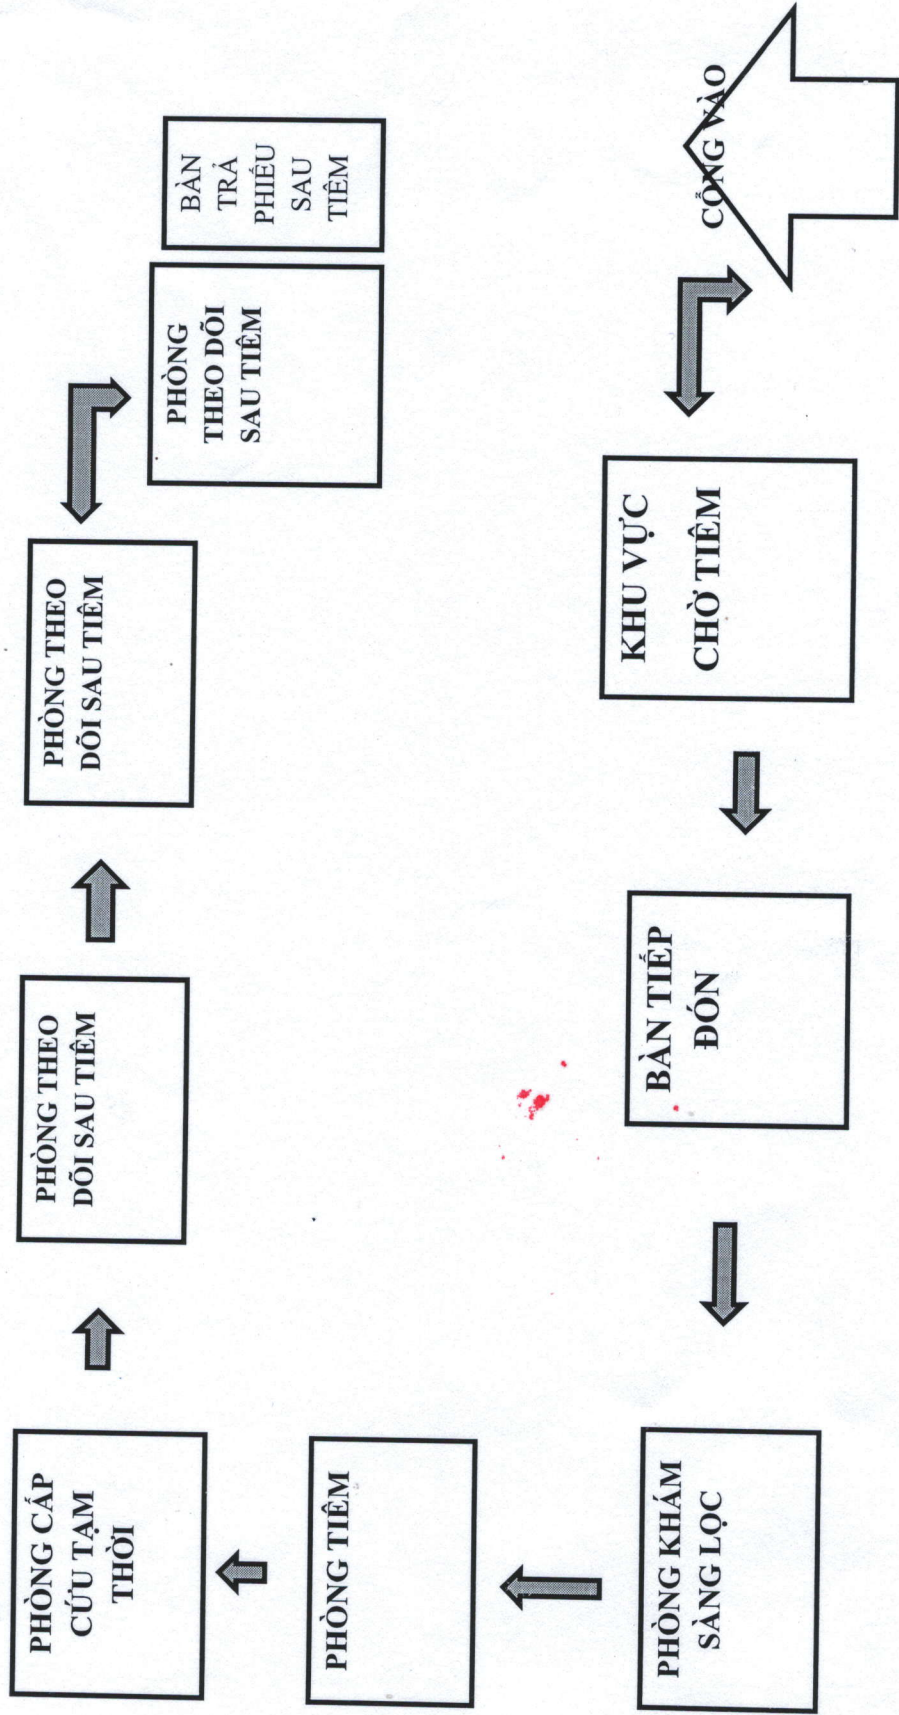 PHÒNG CẤP
CỨU TẠM
THỜI
PHÒNG THEO
DÕI SAU TIÊM
PHÒNG THEO
DÕI SAU TIÊM
PHÒNG
THEO DÕI
SAU TIÊM
BÀN
TRẢ
PHIẾU
SAU
TIÊM
PHÒNG TIÊM
PHÒNG KHÁM
SÀNG LỌC
BÀN TIẾP
ĐÓN
KHU VỰC
CHỜ TIÊM
CỔNG VÀO